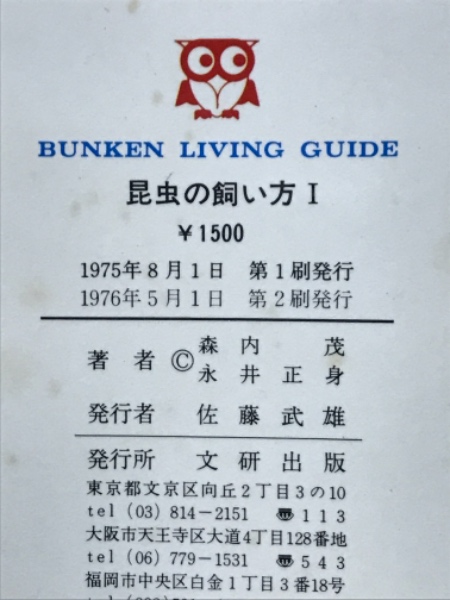 BUNKEN LIVING GUIDE
昆虫の飼い方 I
¥1500
1975年8月1日 第1刷発行
1976年5月1日 第2刷発行
著者 © 森内茂
永井正身
発行者 佐藤武雄
発行所 文研出版
東京都文京区向丘2丁目3の10
tel (03) 814-2151 ☎113
大阪市天王寺区大道4丁目128番地
tel (06) 779-1531 ☎543
福岡市中央区白金1丁目3番18号